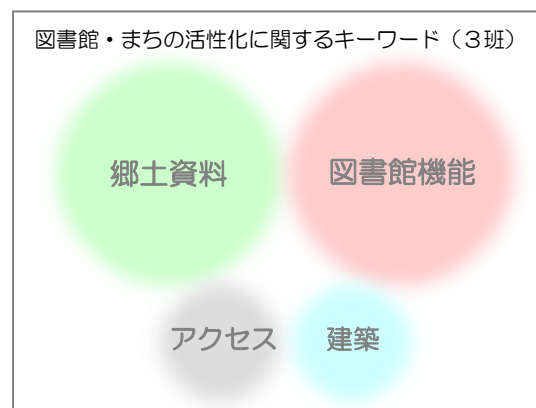 図書館・まちの活性化に関するキーワード（３班）
郷土資料
図書館機能
アクセス
建築